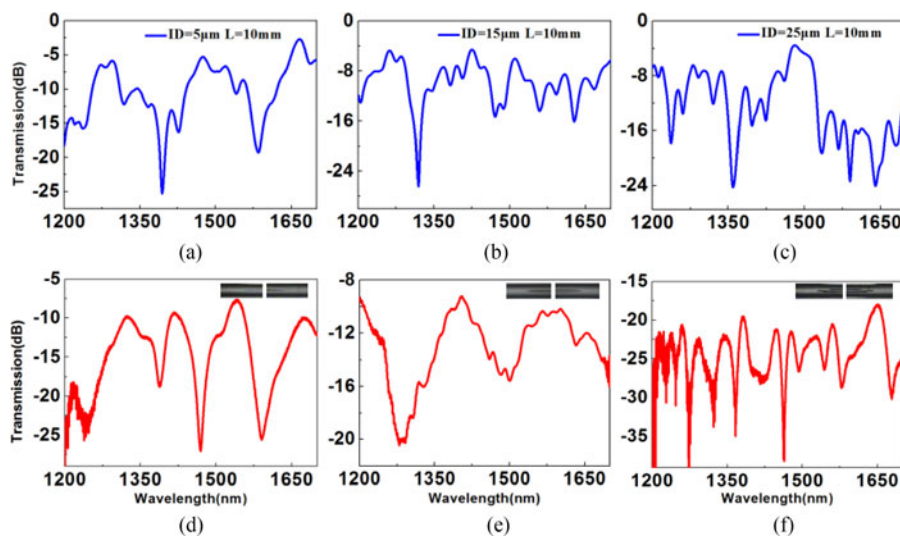 0
-5
-10
-15
-20
-25
Transmission(dB)
ID=5μm L=10mm
1200 1350 1500 1650
(a)
0
-8
-16
-24
ID=15μm L=10mm
1200 1350 1500 1650
(b)
0
-8
-16
-24
ID=25μm L=10mm
1200 1350 1500 1650
(c)
-5
-10
-15
-20
-25
Transmission(dB)
1200 1350 1500 1650
Wavelength(nm)
(d)
-8
-12
-16
-20
1200 1350 1500 1650
Wavelength(nm)
(e)
-15
-20
-25
-30
-35
1200 1350 1500 1650
Wavelength(nm)
(f)